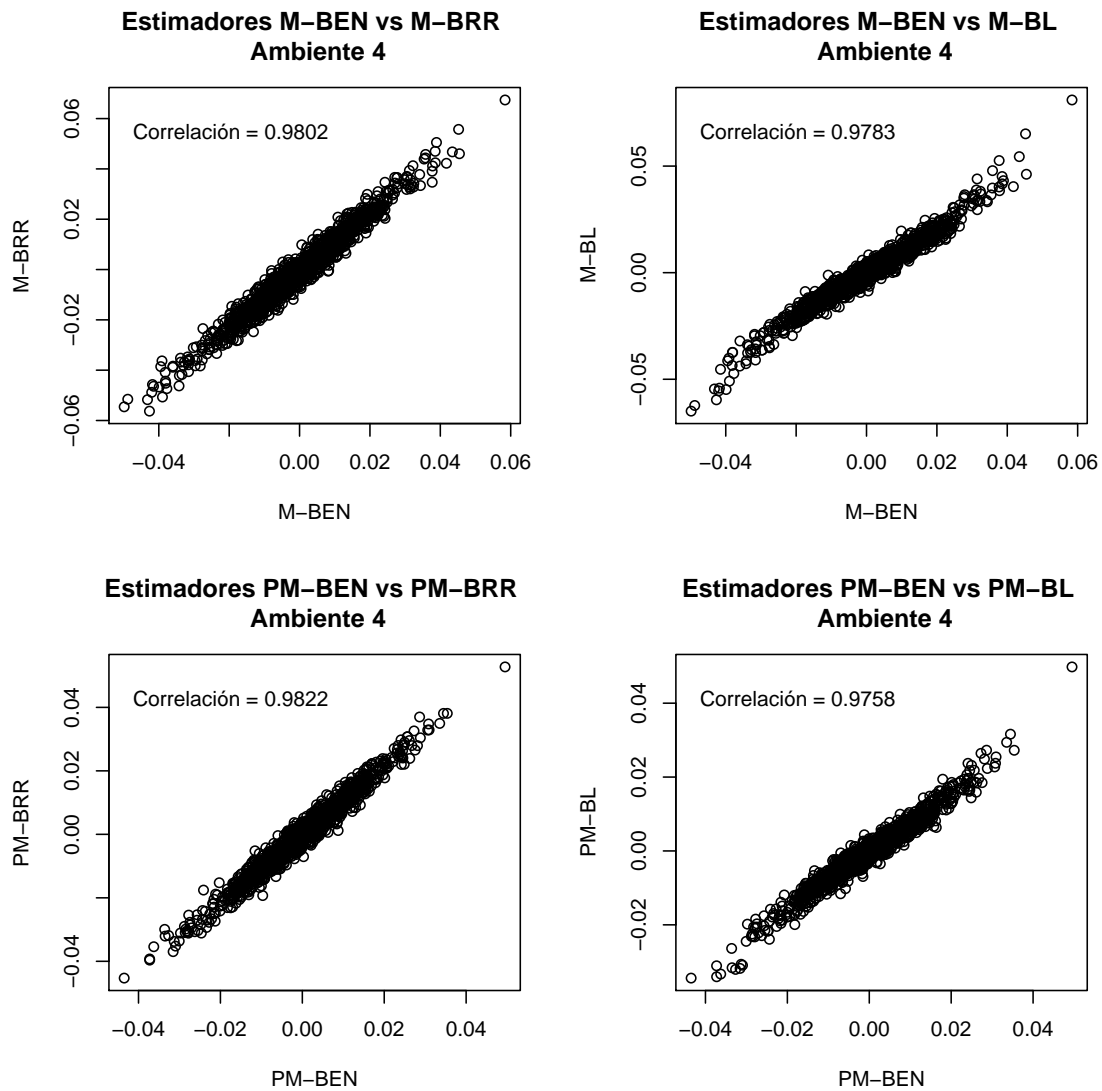 Estimadores M−BEN vs M−BRR
Ambiente 4
Correlación = 0.9802
M−BRR
0.06
0.02
−0.02
−0.06
−0.04 0.00 0.02 0.04 0.06
M−BEN
Estimadores M−BEN vs M−BL
Ambiente 4
Correlación = 0.9783
M−BL
0.05
0.00
−0.05
−0.04 0.00 0.02 0.04 0.06
M−BEN
Estimadores PM−BEN vs PM−BRR
Ambiente 4
Correlación = 0.9822
PM−BRR
0.04
0.02
0.00
−0.04
−0.04 −0.02 0.00 0.02 0.04
PM−BEN
Estimadores PM−BEN vs PM−BL
Ambiente 4
Correlación = 0.9758
PM−BL
0.04
0.02
0.00
−0.02
−0.04 −0.02 0.00 0.02 0.04
PM−BEN